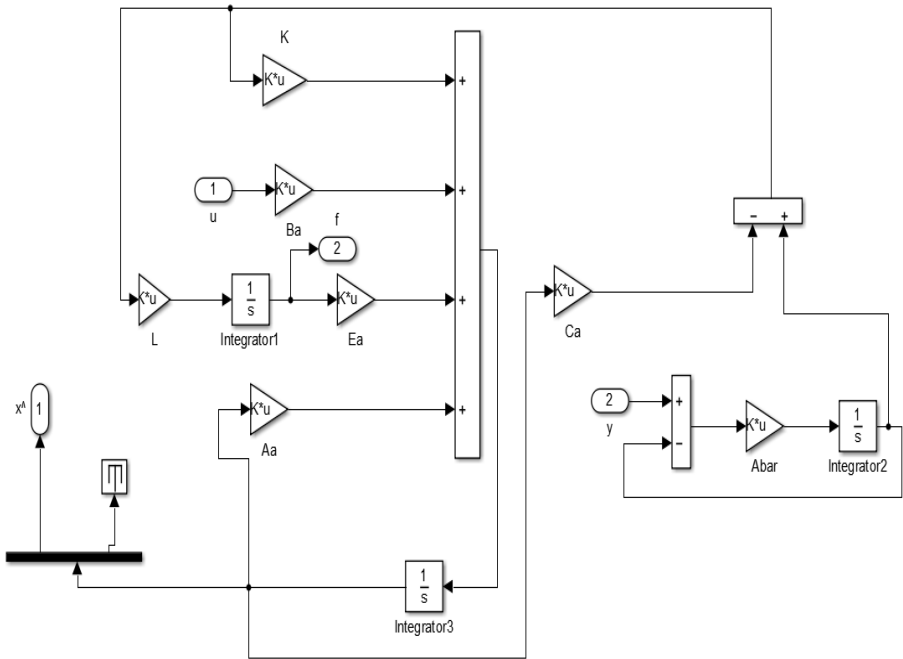 K
K*u
+
1
u
K*u
Ba
+
f
2
- +
K*u
L
1
s
Integrator1
K*u
Ea
+
K*u
Ca
x^ 1
K*u
Aa
+
2
y
+
-
K*u
Abar
1
s
Integrator2
1
s
Integrator3